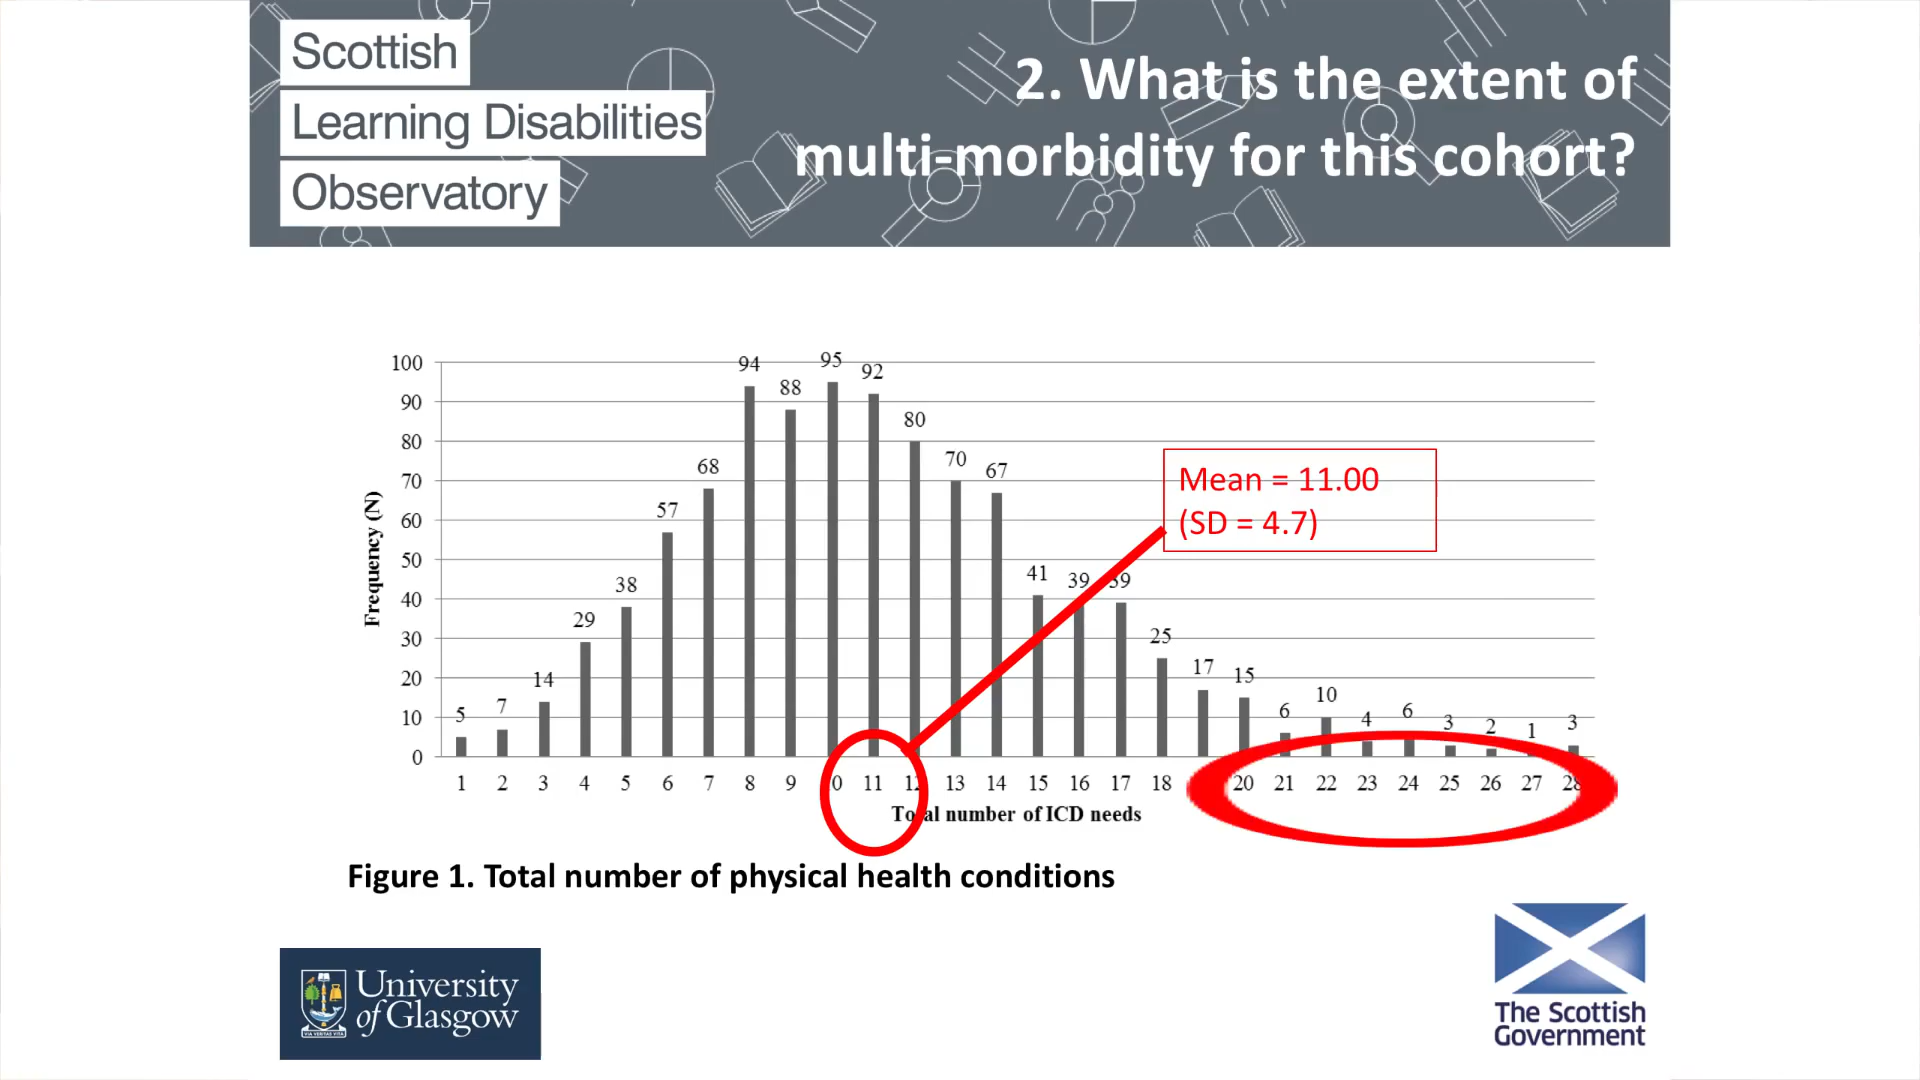 Scottish
Learning Disabilities
Observatory
2. What is the extent of
multi-morbidity for this cohort?
100
90
80
70
60
50
40
30
20
10
0
Frequency (N)
5 7 14 29 38 57 68 94 88 95 92 80 70 67 41 39 39 25 17 15 6 10 4 6 3 2 1 3
Mean = 11.00
(SD = 4.7)
1 2 3 4 5 6 7 8 9 0 11 12 13 14 15 16 17 18 20 21 22 23 24 25 26 27 28
Total number of ICD needs
Figure 1. Total number of physical health conditions
University
of Glasgow
The Scottish
Government